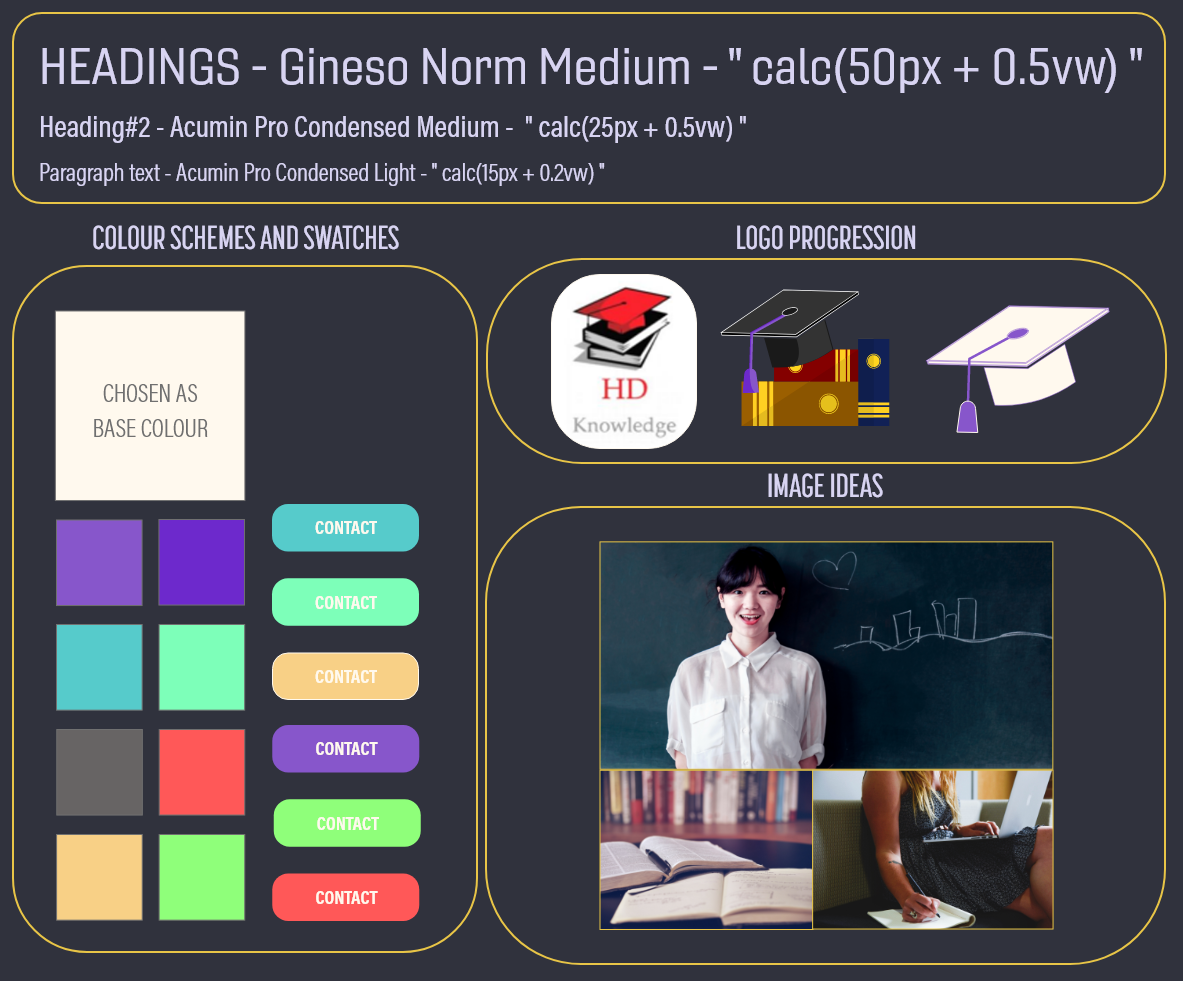 HEADINGS - Gineso Norm Medium - " calc(50px + 0.5vw) "
Heading#2 - Acumin Pro Condensed Medium - " calc(25px + 0.5vw) "
Paragraph text - Acumin Pro Condensed Light - " calc(15px + 0.2vw) "
COLOUR SCHEMES AND SWATCHES
CHOSEN AS
BASE COLOUR
CONTACT
CONTACT
CONTACT
CONTACT
CONTACT
CONTACT
LOGO PROGRESSION
HD
Knowledge
IMAGE IDEAS